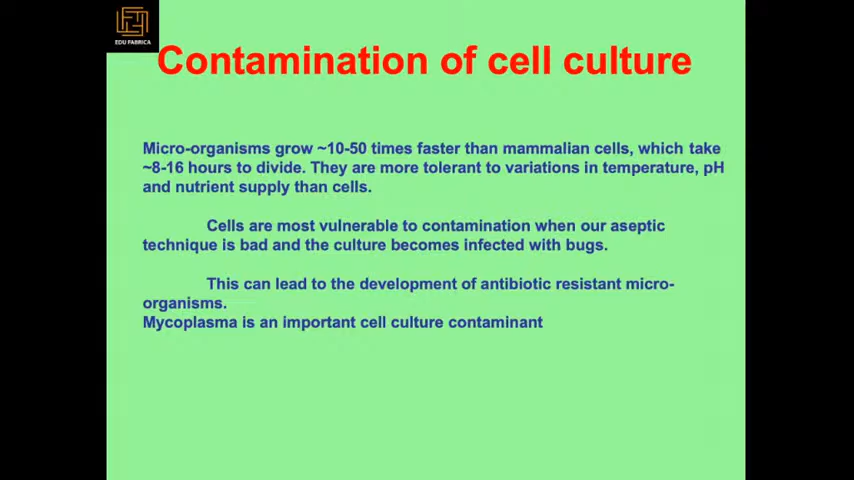 EDU FABRICA
Contamination of cell culture
Micro-organisms grow ~10-50 times faster than mammalian cells, which take
~8-16 hours to divide. They are more tolerant to variations in temperature, pH
and nutrient supply than cells.
Cells are most vulnerable to contamination when our aseptic
technique is bad and the culture becomes infected with bugs.
This can lead to the development of antibiotic resistant micro-
organisms.
Mycoplasma is an important cell culture contaminant